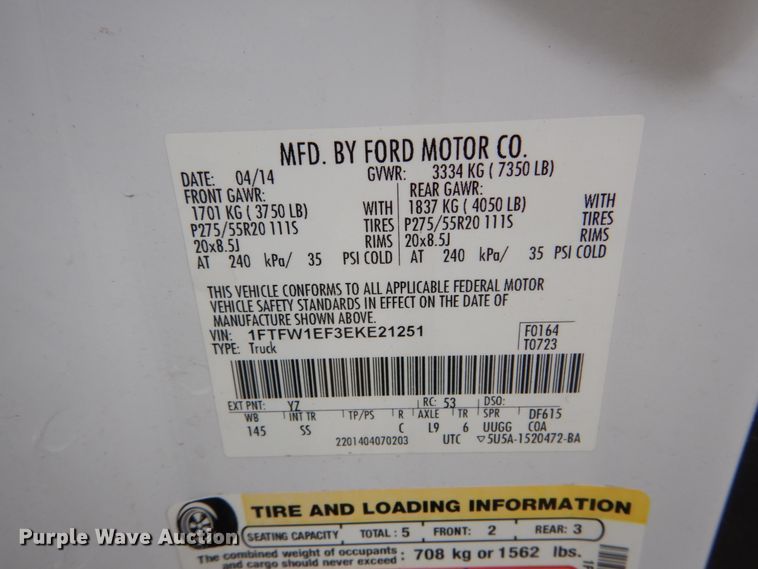 MFD. BY FORD MOTOR CO.
DATE: 04/14 GVWR: 3334 KG ( 7350 LB)
FRONT GAWR: REAR GAWR:
1701 KG ( 3750 LB) WITH 1837 KG ( 4050 LB) WITH
P275/55R20 111S TIRES P275/55R20 111S TIRES
20x8.5J RIMS 20x8.5J RIMS
AT 240 kPa/ 35 PSI COLD AT 240 kPa/ 35 PSI COLD
THIS VEHICLE CONFORMS TO ALL APPLICABLE FEDERAL MOTOR
VEHICLE SAFETY STANDARDS IN EFFECT ON THE DATE OF
MANUFACTURE SHOWN ABOVE.
VIN: 1FTFW1EF3EKE21251 F0164
TYPE: Truck T0723
EXT PNT: YZ RC: 53 DSO:
WB INT TR TP/PS R AXLE TR SPR DF615
145 SS C L9 6 UUGG COA
2201404070203 UTC ▽5U5A-1520472-BA
TIRE AND LOADING INFORMATION
SEATING CAPACITY TOTAL : 5 FRONT: 2 REAR: 3
The combined weight of occupants
and cargo should never exceed : 708 kg or 1562 lbs.
Purple Wave Auction